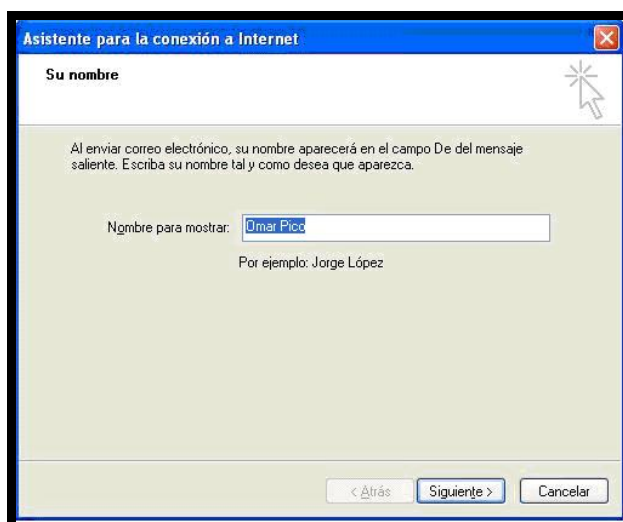 Asistente para la conexión a Internet
Su nombre
Al enviar correo electrónico, su nombre aparecerá en el campo De del mensaje
saliente. Escriba su nombre tal y como desea que aparezca.
Nombre para mostrar: Omar Pico
Por ejemplo: Jorge López
< Atrás Siguiente > Cancelar